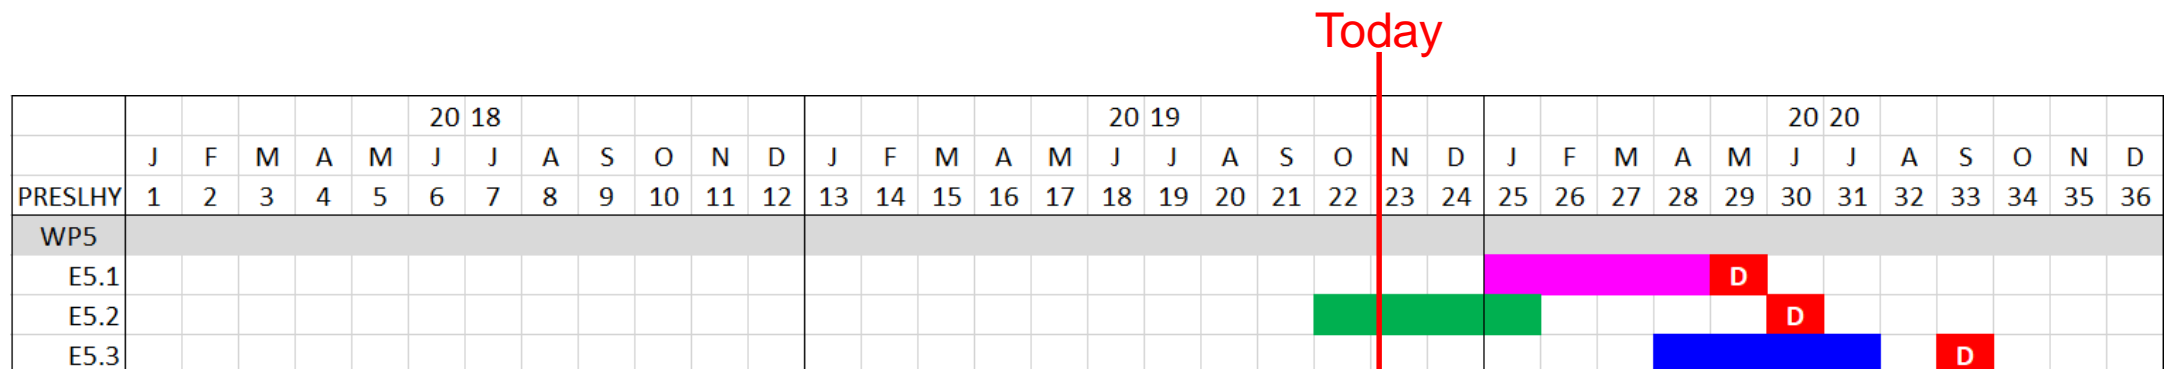 Today
20 18 20 19 20 20
J F M A M J J A S O N D J F M A M J J A S O N D J F M A M J J A S O N D
PRESLHY 1 2 3 4 5 6 7 8 9 10 11 12 13 14 15 16 17 18 19 20 21 22 23 24 25 26 27 28 29 30 31 32 33 34 35 36
WP5
E5.1 D
E5.2 D
E5.3 D